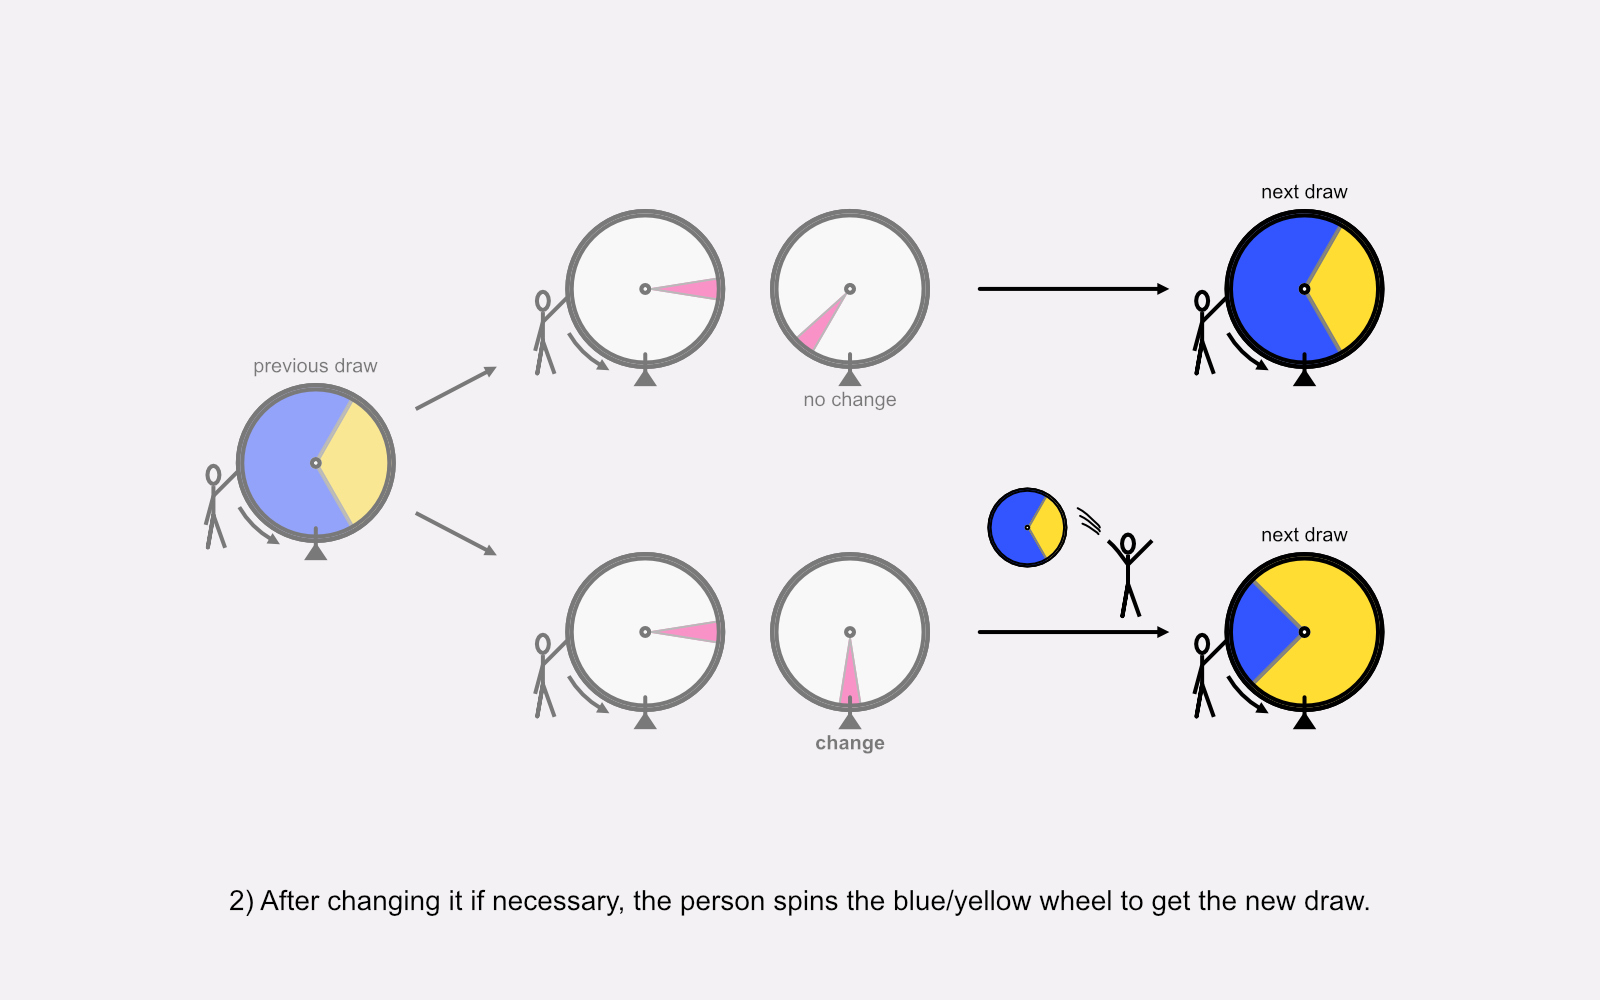 next draw
previous draw
no change
next draw
change
2) After changing it if necessary, the person spins the blue/yellow wheel to get the new draw.